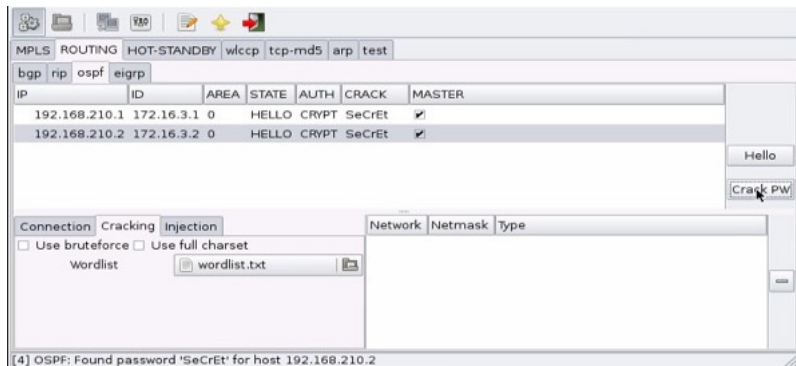 MPLS ROUTING HOT-STANDBY wlccp tcp-md5 arp test
bgp rip ospf eigrp
IP ID AREA STATE AUTH CRACK MASTER
192.168.210.1 172.16.3.1 0 HELLO CRYPT SeCrEt
192.168.210.2 172.16.3.2 0 HELLO CRYPT SeCrEt
Hello
Crack PW
Connection Cracking Injection
Use bruteforce Use full charset
Wordlist wordlist.txt
Network Netmask Type
[4] OSPF: Found password 'SeCrEt' for host 192.168.210.2